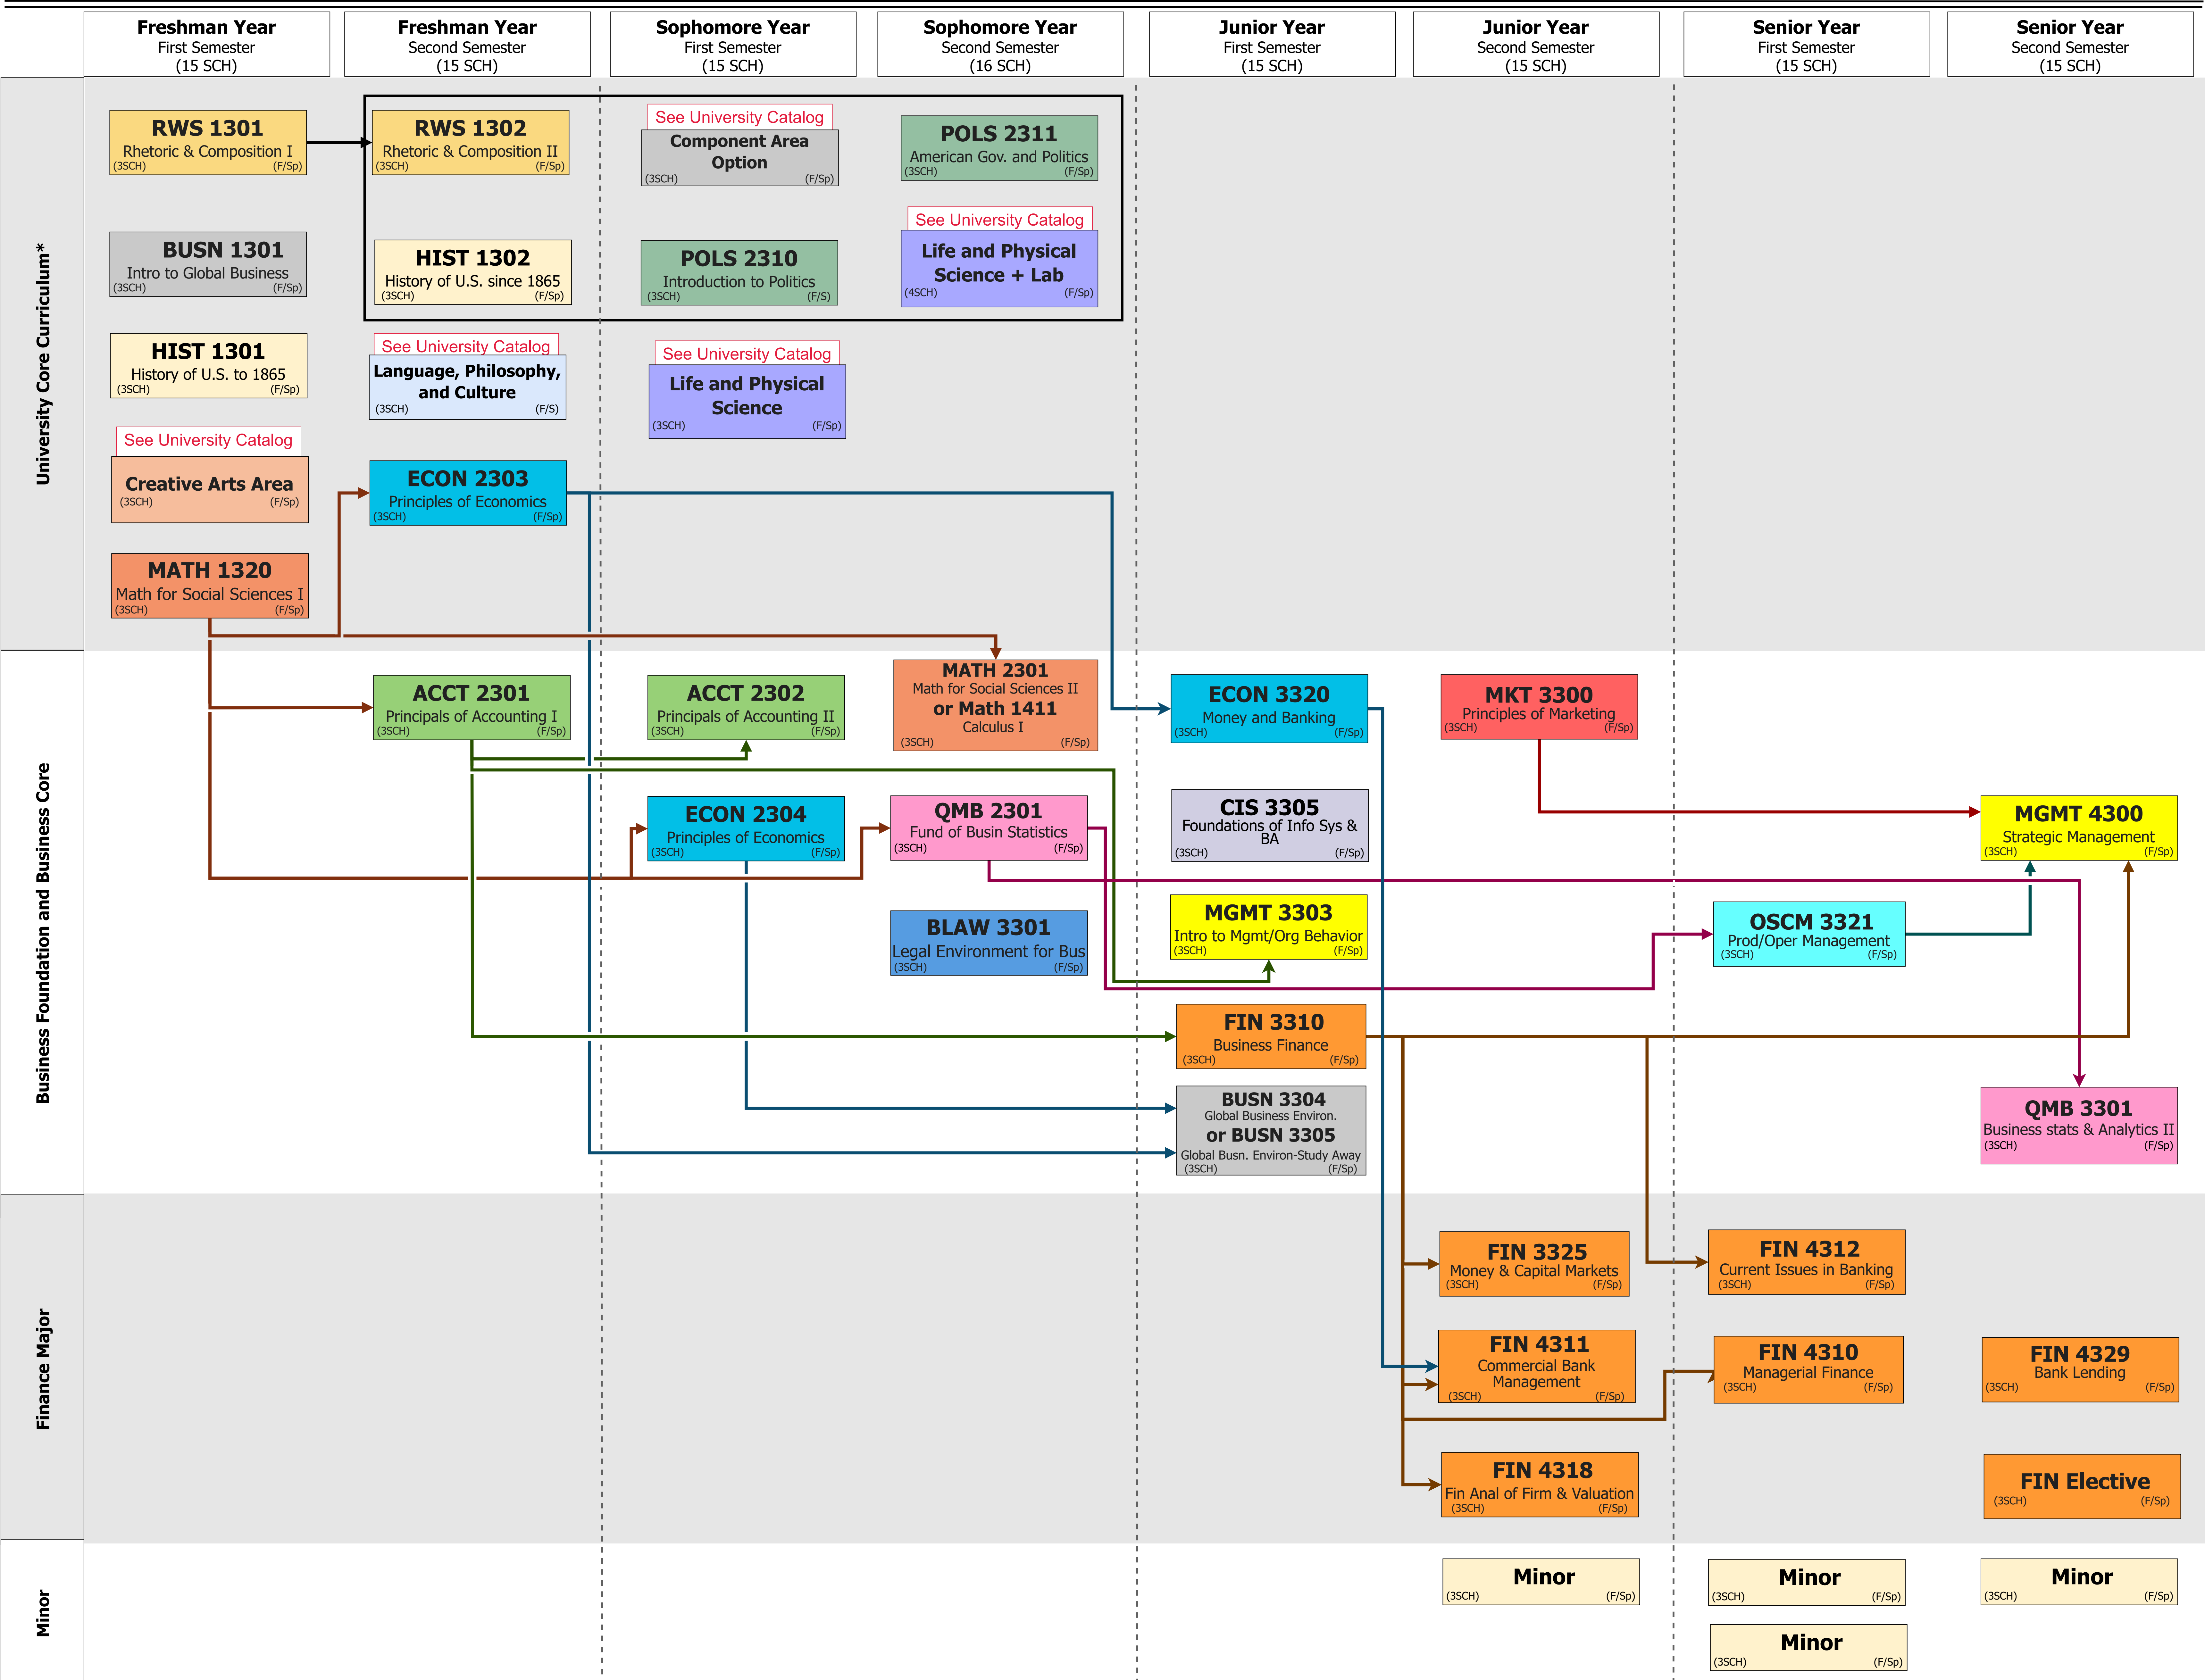 Freshman Year
First Semester
(15 SCH)
Freshman Year
Second Semester
(15 SCH)
Sophomore Year
First Semester
(15 SCH)
Sophomore Year
Second Semester
(16 SCH)
Junior Year
First Semester
(15 SCH)
Junior Year
Second Semester
(15 SCH)
Senior Year
First Semester
(15 SCH)
Senior Year
Second Semester
(15 SCH)
University Core Curriculum*
RWS 1301
Rhetoric & Composition I
(3SCH) (F/Sp)
RWS 1302
Rhetoric & Composition II
(3SCH) (F/Sp)
See University Catalog
Component Area
Option
(3SCH) (F/Sp)
POLS 2311
American Gov. and Politics
(3SCH) (F/Sp)
BUSN 1301
Intro to Global Business
(3SCH) (F/Sp)
HIST 1302
History of U.S. since 1865
(3SCH) (F/Sp)
POLS 2310
Introduction to Politics
(3SCH) (F/S)
See University Catalog
Life and Physical
Science + Lab
(4SCH) (F/Sp)
HIST 1301
History of U.S. to 1865
(3SCH) (F/Sp)
See University Catalog
Language, Philosophy,
and Culture
(3SCH) (F/S)
See University Catalog
Life and Physical
Science
(3SCH) (F/Sp)
See University Catalog
Creative Arts Area
(3SCH) (F/Sp)
ECON 2303
Principles of Economics
(3SCH) (F/Sp)
MATH 1320
Math for Social Sciences I
(3SCH) (F/Sp)
Business Foundation and Business Core
ACCT 2301
Principals of Accounting I
(3SCH) (F/Sp)
ACCT 2302
Principals of Accounting II
(3SCH) (F/Sp)
MATH 2301
Math for Social Sciences II
or Math 1411
Calculus I
(3SCH) (F/Sp)
ECON 3320
Money and Banking
(3SCH) (F/Sp)
MKT 3300
Principles of Marketing
(3SCH) (F/Sp)
ECON 2304
Principles of Economics
(3SCH) (F/Sp)
QMB 2301
Fund of Busin Statistics
(3SCH) (F/Sp)
CIS 3305
Foundations of Info Sys &
BA
(3SCH) (F/Sp)
MGMT 4300
Strategic Management
(3SCH) (F/Sp)
BLAW 3301
Legal Environment for Bus
(3SCH) (F/Sp)
MGMT 3303
Intro to Mgmt/Org Behavior
(3SCH) (F/Sp)
OSCM 3321
Prod/Oper Management
(3SCH) (F/Sp)
FIN 3310
Business Finance
(3SCH) (F/Sp)
BUSN 3304
Global Business Environ.
or BUSN 3305
Global Busn. Environ-Study Away
(3SCH) (F/Sp)
QMB 3301
Business stats & Analytics II
(3SCH) (F/Sp)
Finance Major
FIN 3325
Money & Capital Markets
(3SCH) (F/Sp)
FIN 4312
Current Issues in Banking
(3SCH) (F/Sp)
FIN 4311
Commercial Bank
Management
(3SCH) (F/Sp)
FIN 4310
Managerial Finance
(3SCH) (F/Sp)
FIN 4329
Bank Lending
(3SCH) (F/Sp)
FIN 4318
Fin Anal of Firm & Valuation
(3SCH) (F/Sp)
FIN Elective
(3SCH) (F/Sp)
Minor
Minor
(3SCH) (F/Sp)
Minor
(3SCH) (F/Sp)
Minor
(3SCH) (F/Sp)
Minor
(3SCH) (F/Sp)